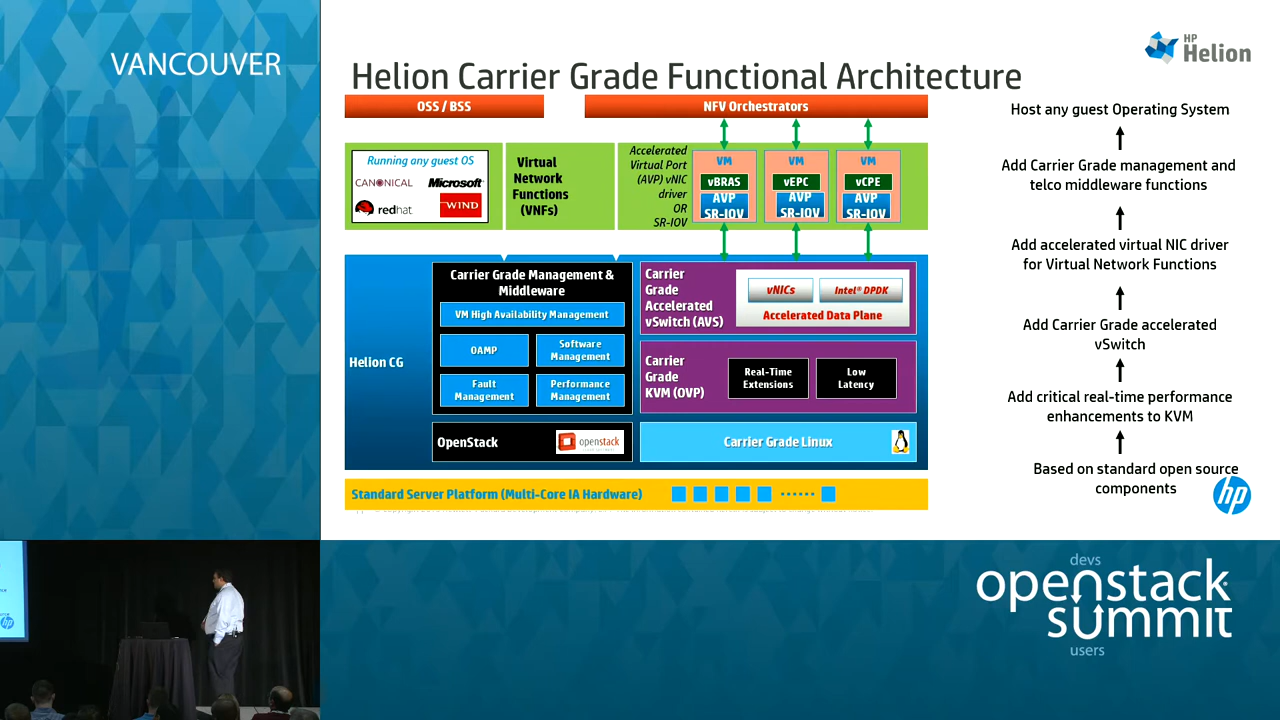 VANCOUVER
HP
Helion
Helion Carrier Grade Functional Architecture
OSS / BSS
NFV Orchestrators
Running any guest OS
CANONICAL
Microsoft
redhat
WIND
Virtual
Network
Functions
(VNFs)
Accelerated
Virtual Port
(AVP) vNIC
driver
OR
SR-IOV
VM
vBRAS
AVP
SR-IOV
VM
vEPC
AVP
SR-IOV
VM
vCPE
AVP
SR-IOV
Helion CG
Carrier Grade Management &
Middleware
VM High Availability Management
OAMP
Software
Management
Fault
Management
Performance
Management
OpenStack
openstack
Carrier
Grade
Accelerated
vSwitch (AVS)
vNICs
Intel® DPDK
Accelerated Data Plane
Carrier
Grade
KVM (OVP)
Real-Time
Extensions
Low
Latency
Carrier Grade Linux
Standard Server Platform (Multi-Core IA Hardware)
Host any guest Operating System
Add Carrier Grade management and
telco middleware functions
Add accelerated virtual NIC driver
for Virtual Network Functions
Add Carrier Grade accelerated
vSwitch
Add critical real-time performance
enhancements to KVM
Based on standard open source
components
hp
devs
openstack
summit
users